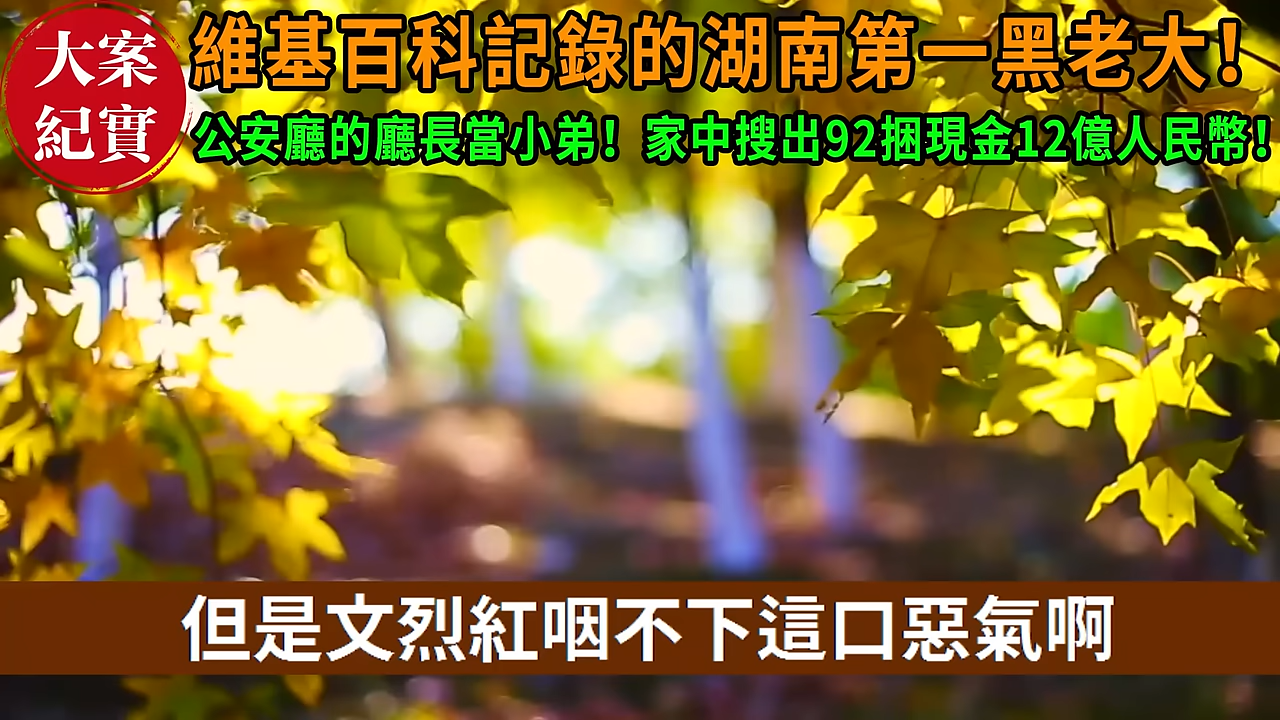 大案
紀實
維基百科記錄的湖南第一黑老大!
公安廳的廳長當小弟!家中搜出92捆現金12億人民幣!
但是文烈紅咽不下這口惡氣啊